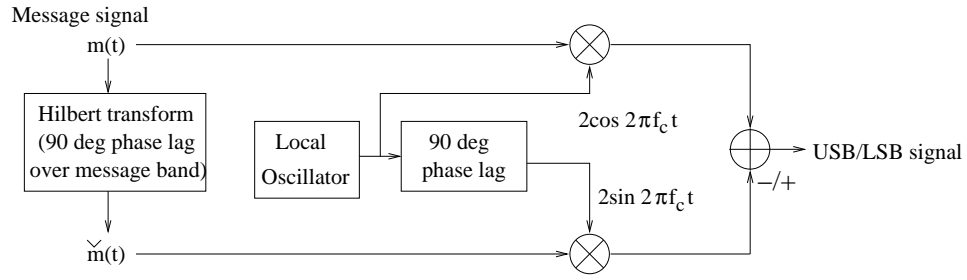 Message signal
m(t)
Hilbert transform
(90 deg phase lag
over message band)
Local
Oscillator
90 deg
phase lag
2cos 2πf_c t
2sin 2πf_c t
USB/LSB signal
−/+
m̌(t)